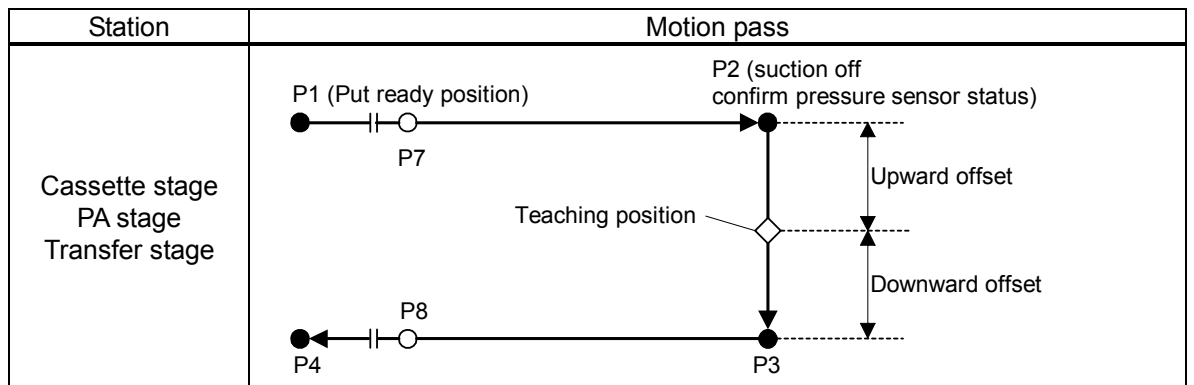 Station
Motion pass
Cassette stage
PA stage
Transfer stage
P1 (Put ready position)
P2 (suction off
confirm pressure sensor status)
P7
Upward offset
Teaching position
Downward offset
P8
P4
P3